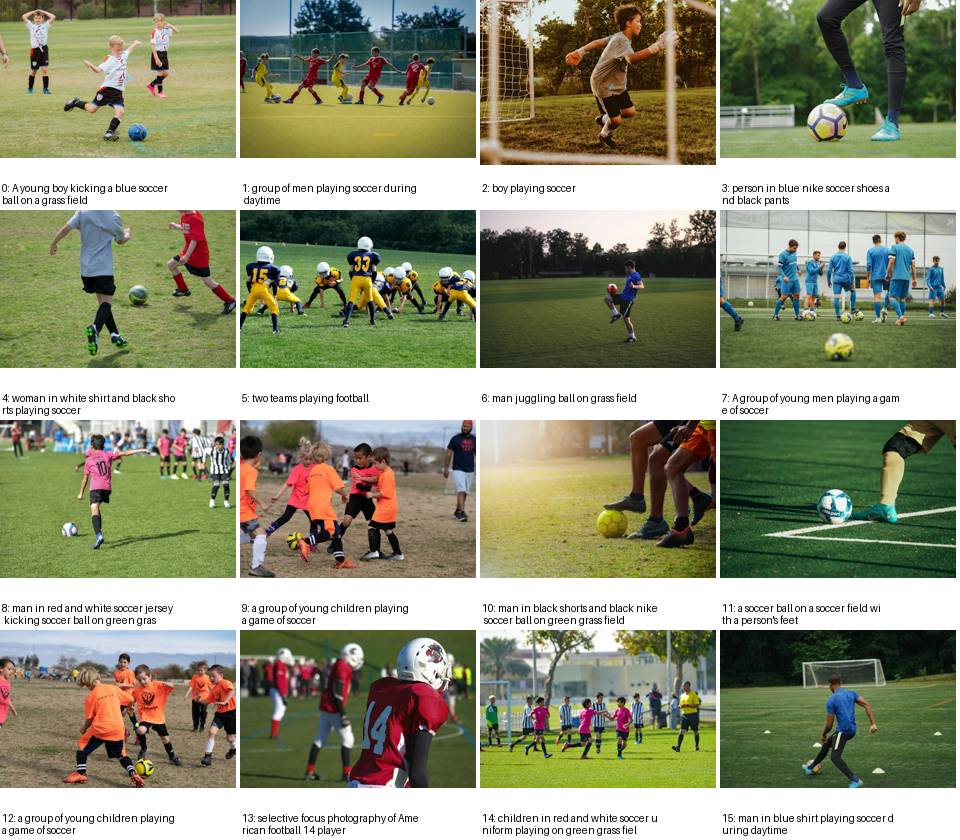 0: A young boy kicking a blue soccer
ball on a grass field
1: group of men playing soccer during
daytime
2: boy playing soccer
3: person in blue nike soccer shoes a
nd black pants
15
33
4: woman in white shirt and black sho
rts playing soccer
5: two teams playing football
6: man juggling ball on grass field
7: A group of young men playing a gam
e of soccer
10
8: man in red and white soccer jersey
kicking soccer ball on green gras
9: a group of young children playing
a game of soccer
10: man in black shorts and black nike
soccer ball on green grass field
11: a soccer ball on a soccer field wi
th a person's feet
14
12: a group of young children playing
a game of soccer
13: selective focus photography of Ame
rican football 14 player
14: children in red and white soccer u
niform playing on green grass fiel
15: man in blue shirt playing soccer d
uring daytime